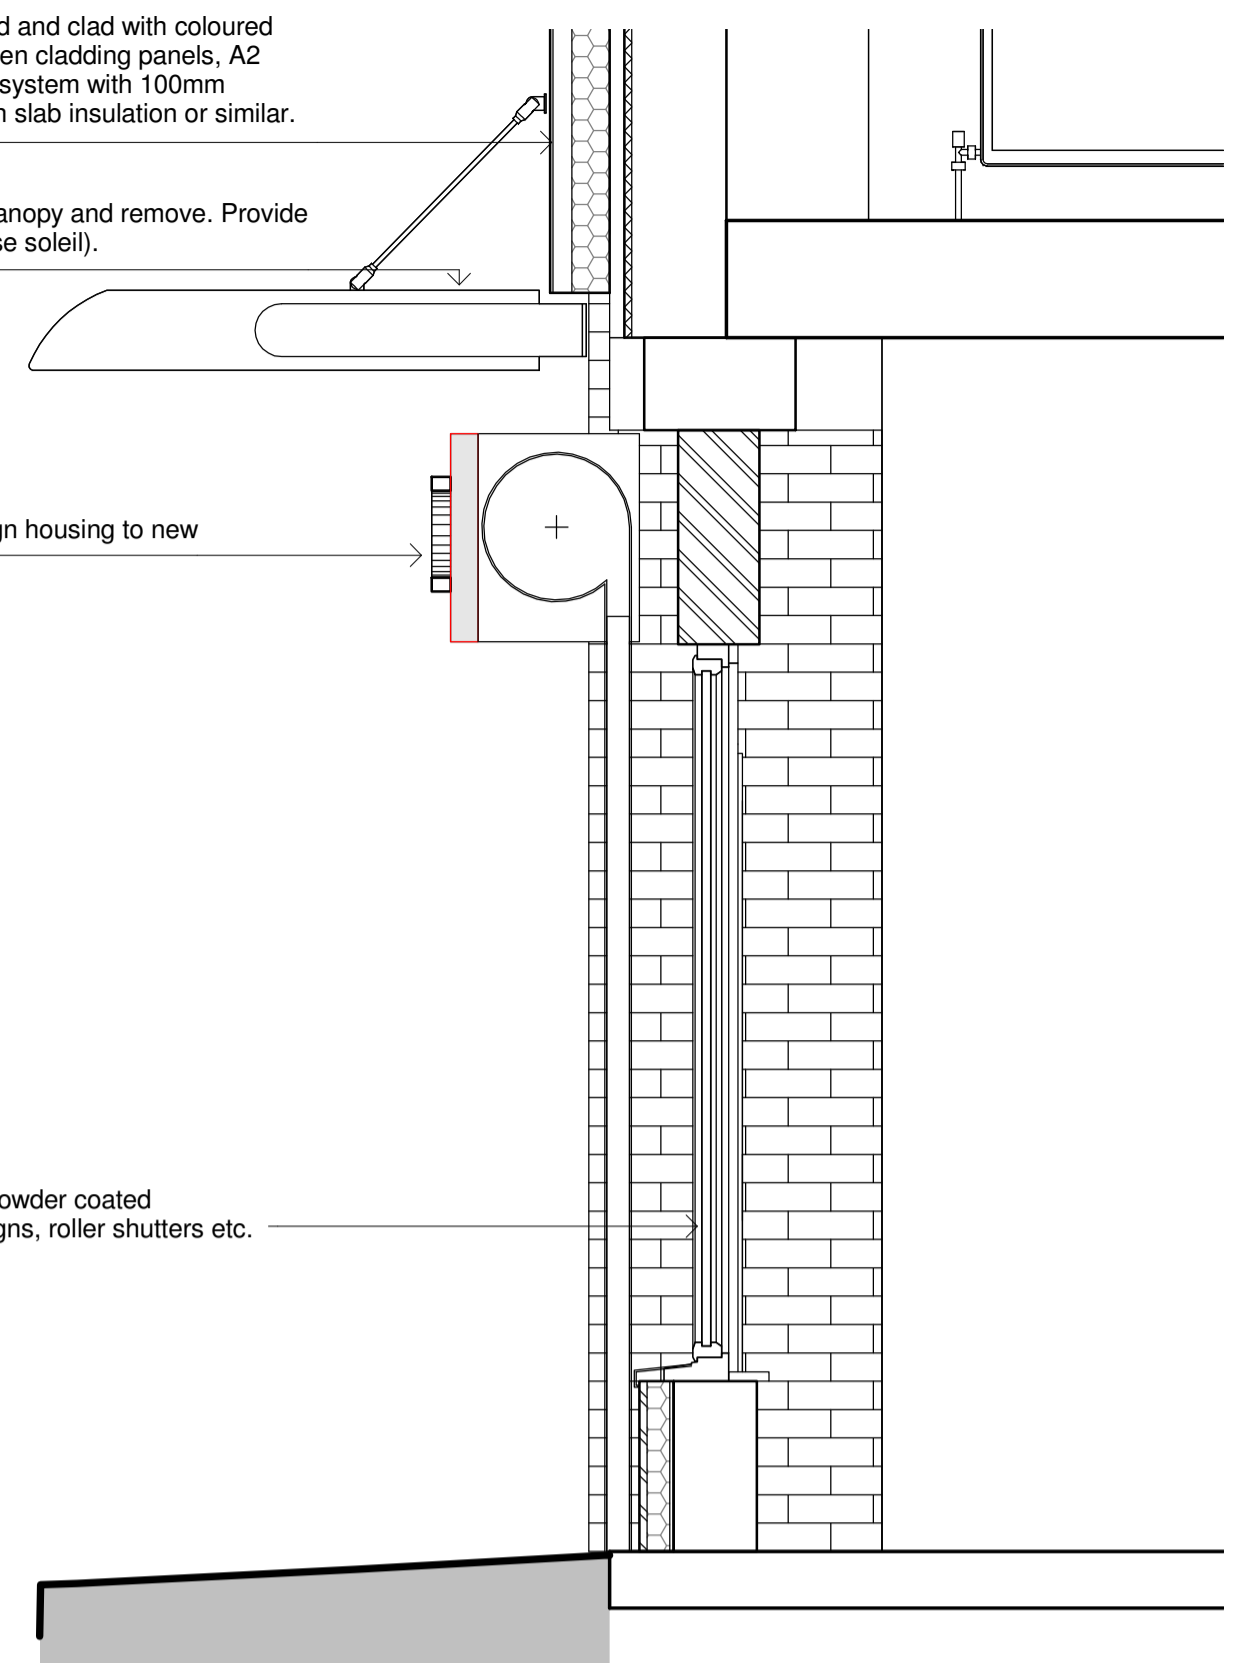 d and clad with coloured
en cladding panels, A2
system with 100mm
slab insulation or similar.
anopy and remove. Provide
se soleil).
gn housing to new
owder coated
gns, roller shutters etc.